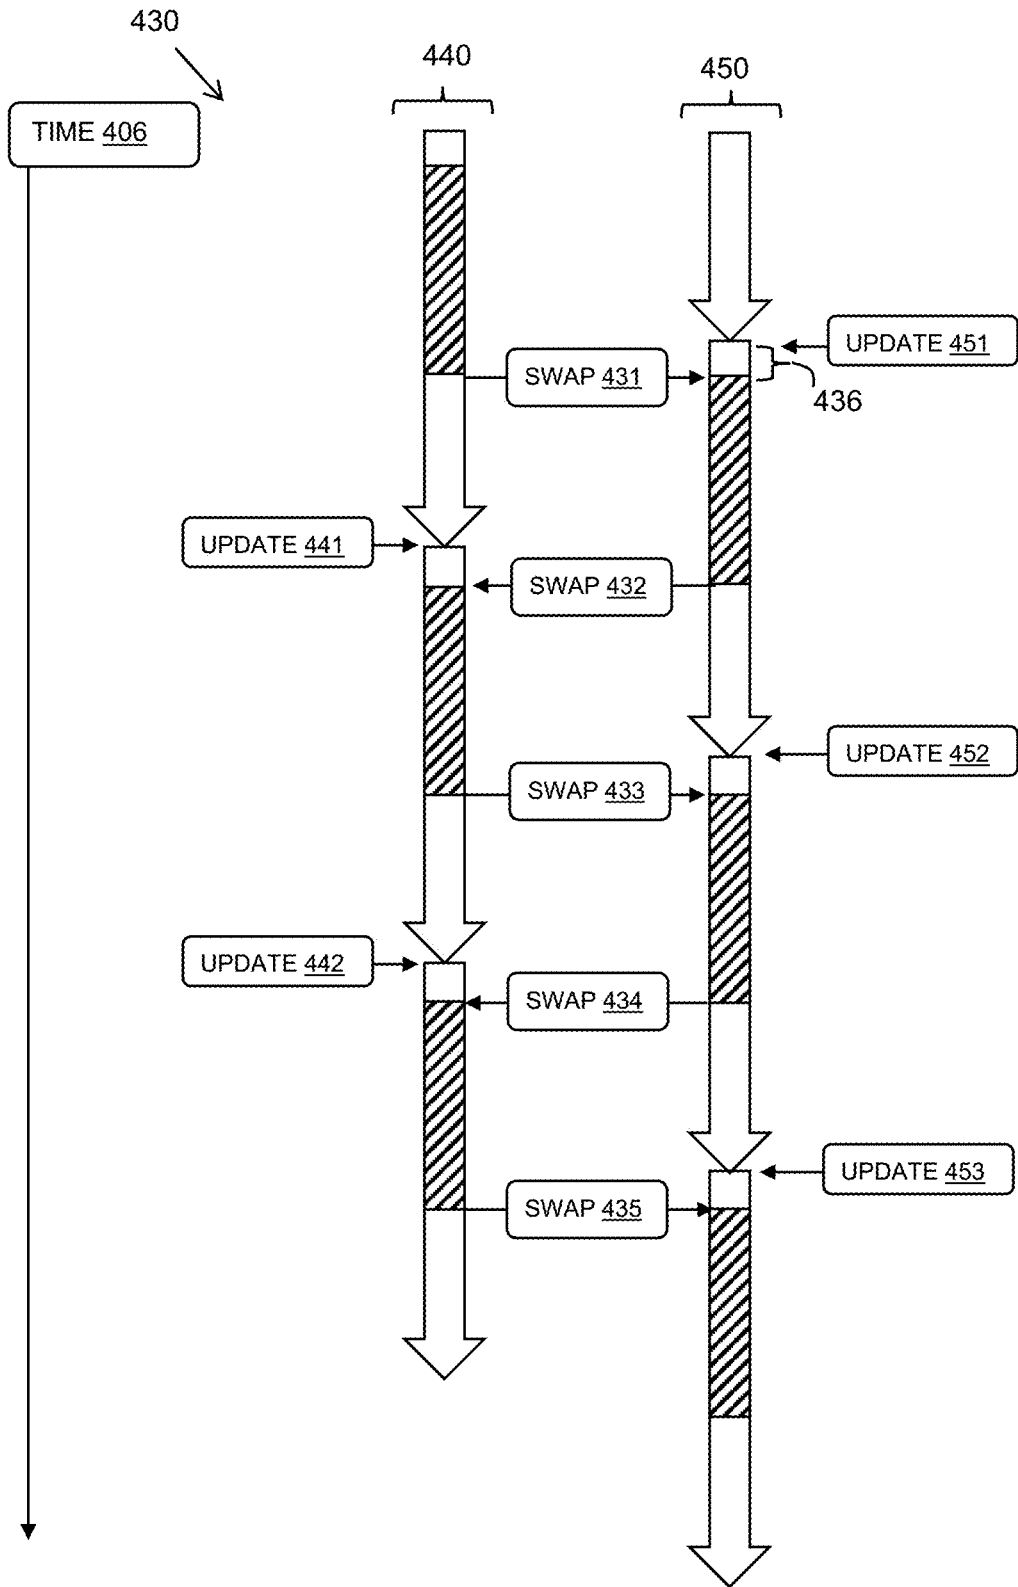 430
440
450
TIME 406
UPDATE 451
SWAP 431
436
UPDATE 441
SWAP 432
UPDATE 452
SWAP 433
UPDATE 442
SWAP 434
UPDATE 453
SWAP 435